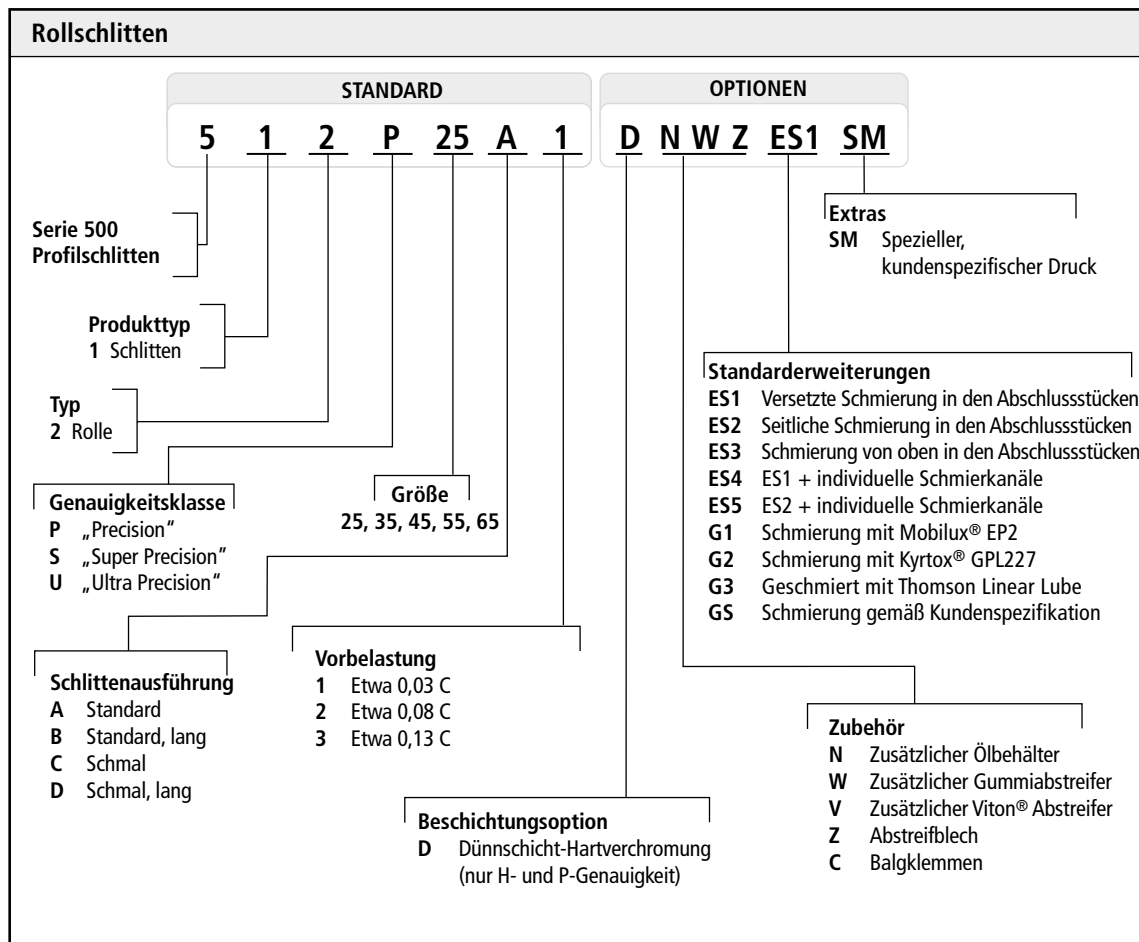 Rollschlitten
STANDARD
OPTIONEN
5 1 2 P 25 A 1 D N W Z ES1 SM
Serie 500
Profilschlitten
Produkttyp
1 Schlitten
Typ
2 Rolle
Genauigkeitsklasse
P „Precision“
S „Super Precision“
U „Ultra Precision“
Größe
25, 35, 45, 55, 65
Schlittenausführung
A Standard
B Standard, lang
C Schmal
D Schmal, lang
Vorbelastung
1 Etwa 0,03 C
2 Etwa 0,08 C
3 Etwa 0,13 C
Beschichtungsoption
D Dünnschicht-Hartverchromung
(nur H- und P-Genauigkeit)
Extras
SM Spezieller,
kundenspezifischer Druck
Standarderweiterungen
ES1 Versetzte Schmierung in den Abschlussstücken
ES2 Seitliche Schmierung in den Abschlussstücken
ES3 Schmierung von oben in den Abschlussstücken
ES4 ES1 + individuelle Schmierkanäle
ES5 ES2 + individuelle Schmierkanäle
G1 Schmierung mit Mobilux® EP2
G2 Schmierung mit Kyrtox® GPL227
G3 Geschmiert mit Thomson Linear Lube
GS Schmierung gemäß Kundenspezifikation
Zubehör
N Zusätzlicher Ölbehälter
W Zusätzlicher Gummiabstreifer
V Zusätzlicher Viton® Abstreifer
Z Abstreifblech
C Balgklemmen